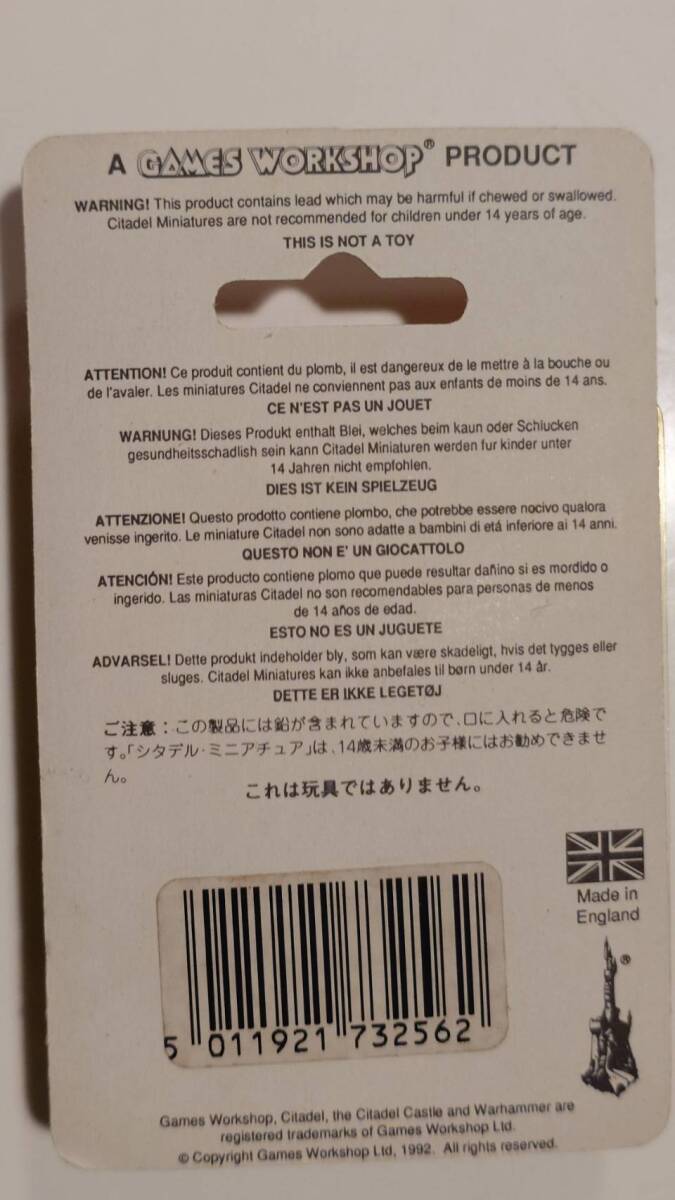 A GAMES WORKSHOP® PRODUCT
WARNING! This product contains lead which may be harmful if chewed or swallowed.
Citadel Miniatures are not recommended for children under 14 years of age.
THIS IS NOT A TOY
ATTENTION! Ce produit contient du plomb, il est dangereux de le mettre à la bouche ou
de l'avaler. Les miniatures Citadel ne conviennent pas aux enfants de moins de 14 ans.
CE N'EST PAS UN JOUET
WARNUNG! Dieses Produkt enthalt Blei, welches beim kaun oder Schlucken
gesundheitsschadlish sein kann Citadel Miniaturen werden fur kinder unter
14 Jahren nicht empfohlen.
DIES IST KEIN SPIELZEUG
ATTENZIONE! Questo prodotto contiene plombo, che potrebbe essere nocivo qualora
venisse ingerito. Le miniature Citadel non sono adatte a bambini di etá inferiore ai 14 anni.
QUESTO NON E' UN GIOCATTOLO
ATENCIÓN! Este producto contiene plomo que puede resultar dañino si es mordido o
ingerido. Las miniaturas Citadel no son recomendables para personas de menos
de 14 años de edad.
ESTO NO ES UN JUGUETE
ADVARSEL! Dette produkt indeholder bly, som kan være skadeligt, hvis det tygges eller
sluges. Citadel Miniatures kan ikke anbefales til børn under 14 år.
DETTE ER IKKE LEGETØJ
ご注意：この製品には鉛が含まれていますので、口に入れると危険で
す。「シタデル・ミニアチュア」は、14歳未満のお子様にはお勧めできませ
ん。
これは玩具ではありません。
Made in
England
®
5 011921 732562
Games Workshop, Citadel, the Citadel Castle and Warhammer are
registered trademarks of Games Workshop Ltd.
© Copyright Games Workshop Ltd, 1992. All rights reserved.